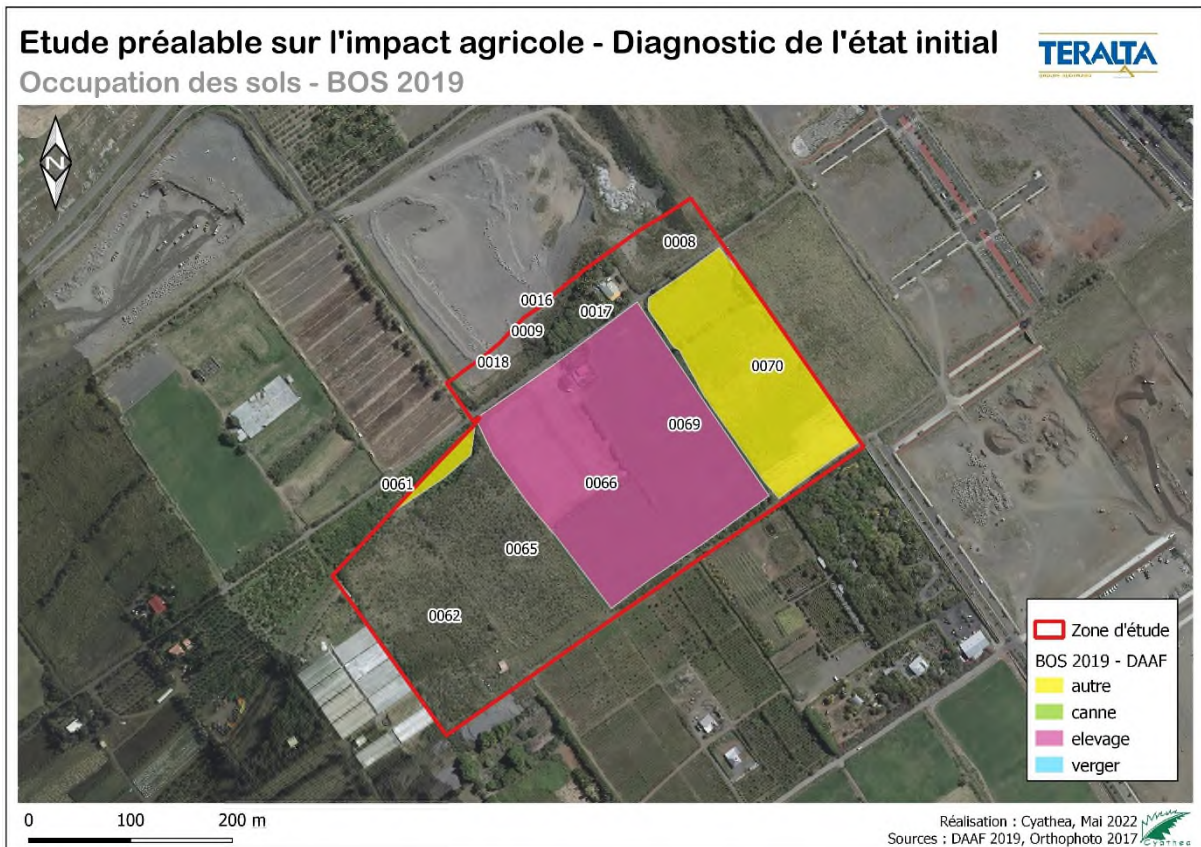 Etude préalable sur l'impact agricole - Diagnostic de l'état initial
Occupation des sols - BOS 2019
TERALTA
N
0008
0016
0017
0009
0018
0070
0069
0061
0066
0065
0062
Zone d'étude
BOS 2019 - DAAF
autre
canne
elevage
verger
0 100 200 m
Réalisation : Cyathea, Mai 2022
Sources : DAAF 2019, Orthophoto 2017
Cyathea